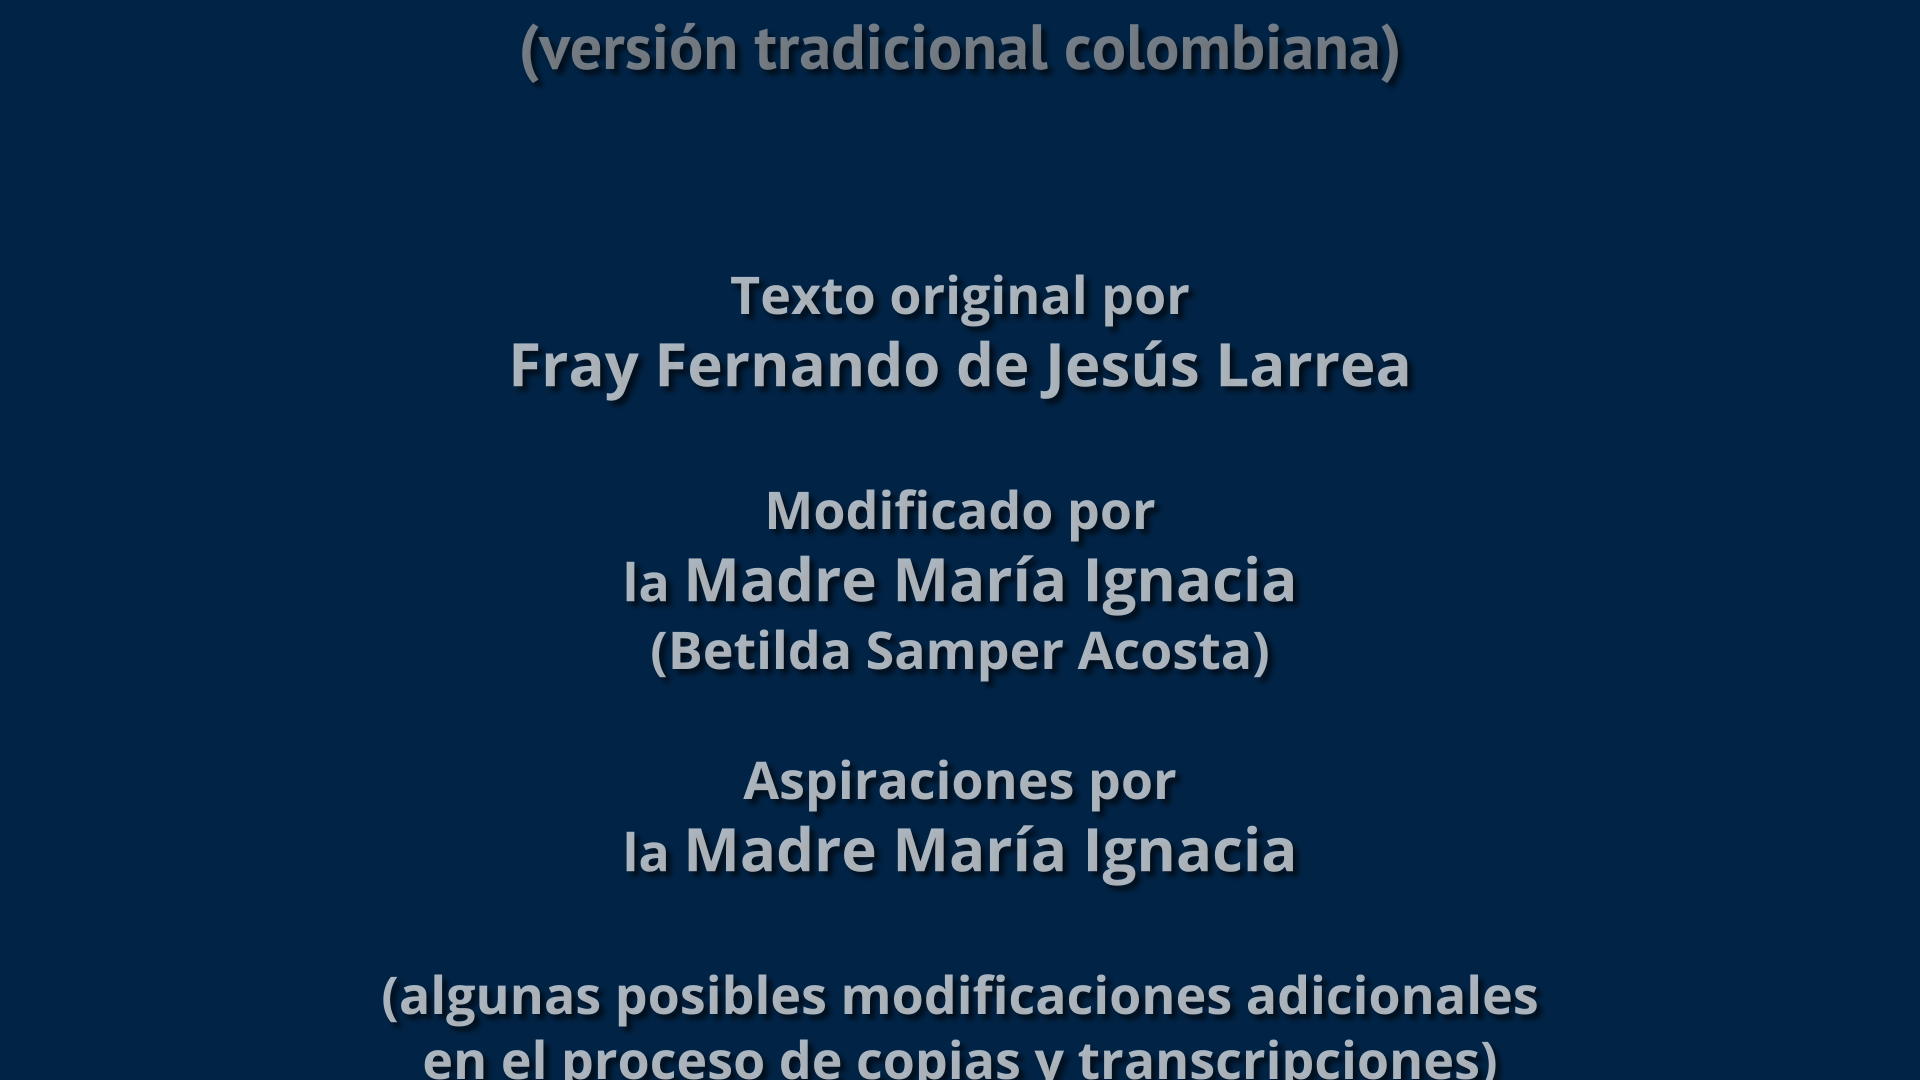 (versión tradicional colombiana)
Texto original por
Fray Fernando de Jesús Larrea
Modificado por
la Madre María Ignacia
(Betilda Samper Acosta)
Aspiraciones por
la Madre María Ignacia
(algunas posibles modificaciones adicionales
en el proceso de copias y transcripciones)